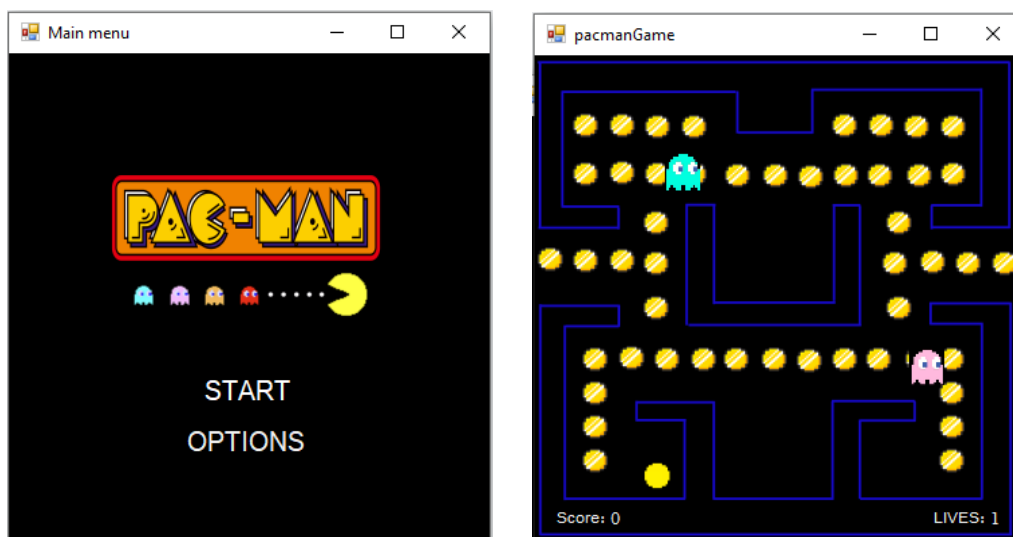 Main menu
PAC-MAN
START
OPTIONS
pacmanGame
Score: 0
LIVES: 1